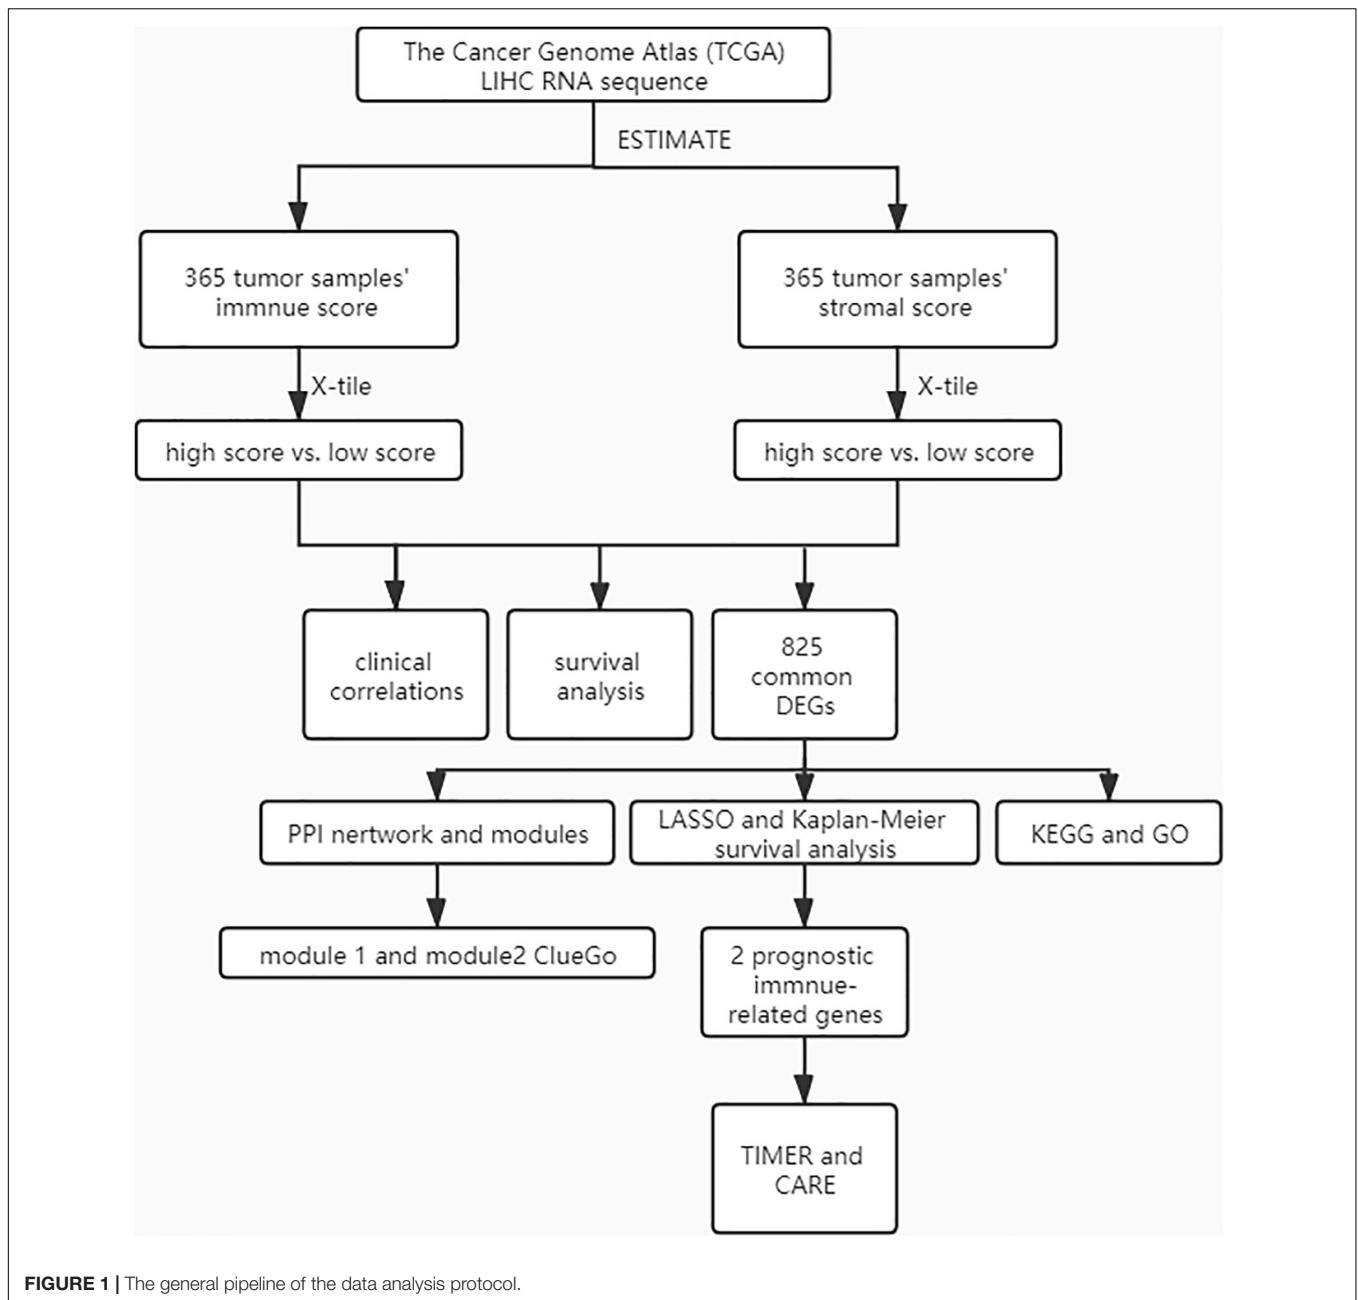 The Cancer Genome Atlas (TCGA)
LIHC RNA sequence
ESTIMATE
365 tumor samples'
immnue score
365 tumor samples'
stromal score
X-tile
X-tile
high score vs. low score
high score vs. low score
clinical
correlations
survival
analysis
825
common
DEGs
PPI nertwork and modules
LASSO and Kaplan-Meier
survival analysis
KEGG and GO
module 1 and module2 ClueGo
2 prognostic
immnue-
related genes
TIMER and
CARE
FIGURE 1 | The general pipeline of the data analysis protocol.